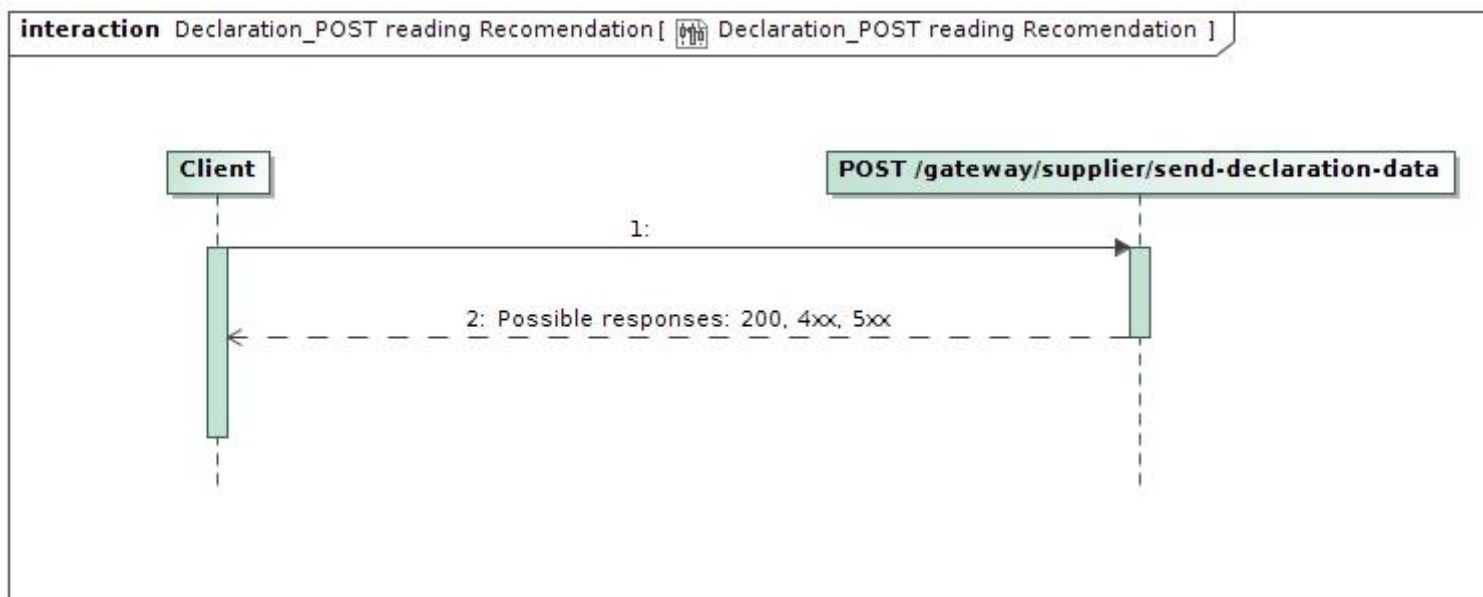 interaction Declaration_POST reading Recomendation[ Declaration_POST reading Recomendation ]
Client
POST /gateway/supplier/send-declaration-data
1:
2: Possible responses: 200, 4xx, 5xx